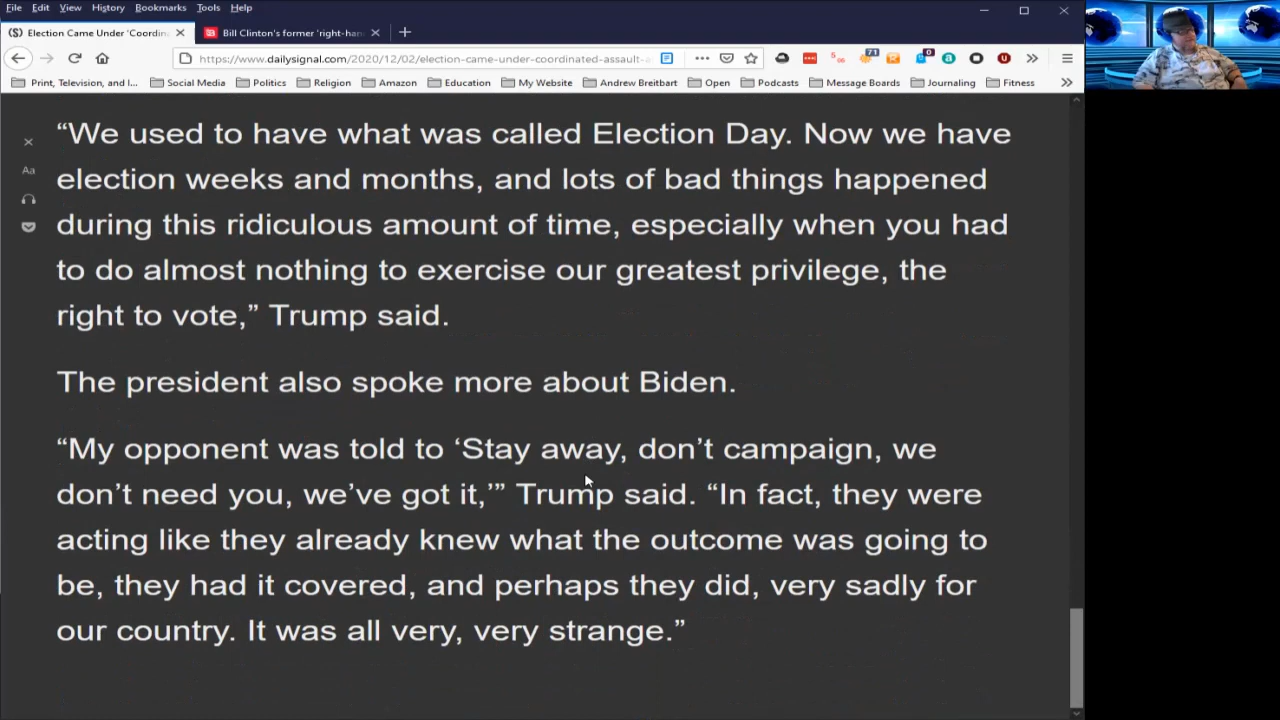 File Edit View History Bookmarks Tools Help
($) Election Came Under 'Coordin
Bill Clinton's former 'right-han
https://www.dailysignal.com/2020/12/02/election-came-under-coordinated-assault-
71
0
Print, Television, and I... Social Media Politics Religion Amazon Education My Website Andrew Breitbart Open Podcasts Message Boards Journaling Fitness
“We used to have what was called Election Day. Now we have
election weeks and months, and lots of bad things happened
during this ridiculous amount of time, especially when you had
to do almost nothing to exercise our greatest privilege, the
right to vote,” Trump said.
The president also spoke more about Biden.
“My opponent was told to ‘Stay away, don’t campaign, we
don’t need you, we’ve got it,’” Trump said. “In fact, they were
acting like they already knew what the outcome was going to
be, they had it covered, and perhaps they did, very sadly for
our country. It was all very, very strange.”
Aa